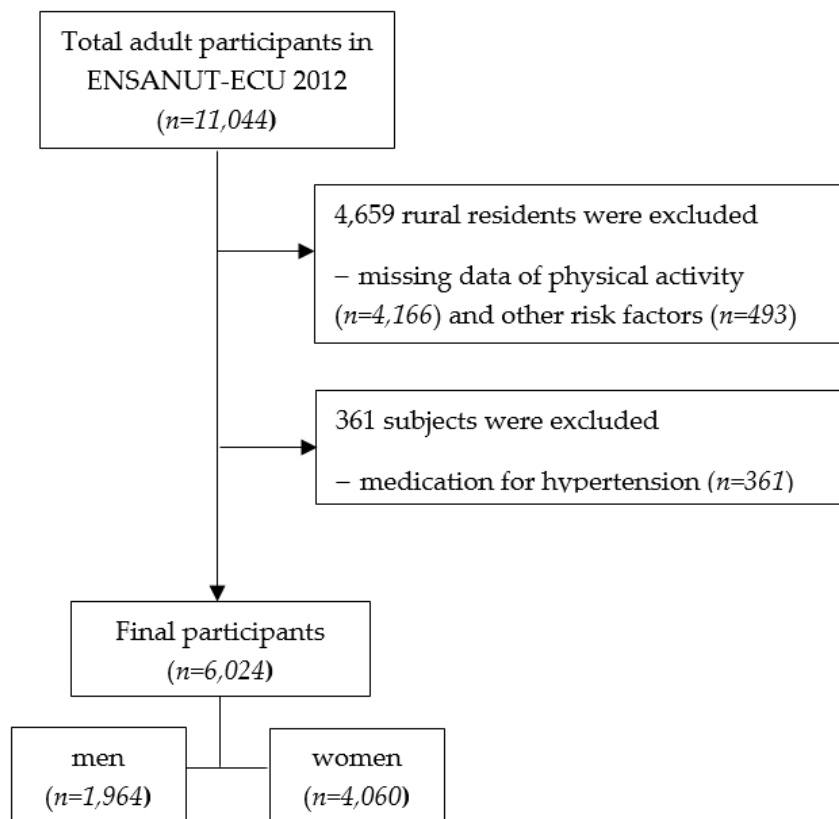 Total adult participants in
ENSANUT-ECU 2012
(n=11,044)
4,659 rural residents were excluded
– missing data of physical activity
(n=4,166) and other risk factors (n=493)
361 subjects were excluded
– medication for hypertension (n=361)
Final participants
(n=6,024)
men
(n=1,964)
women
(n=4,060)